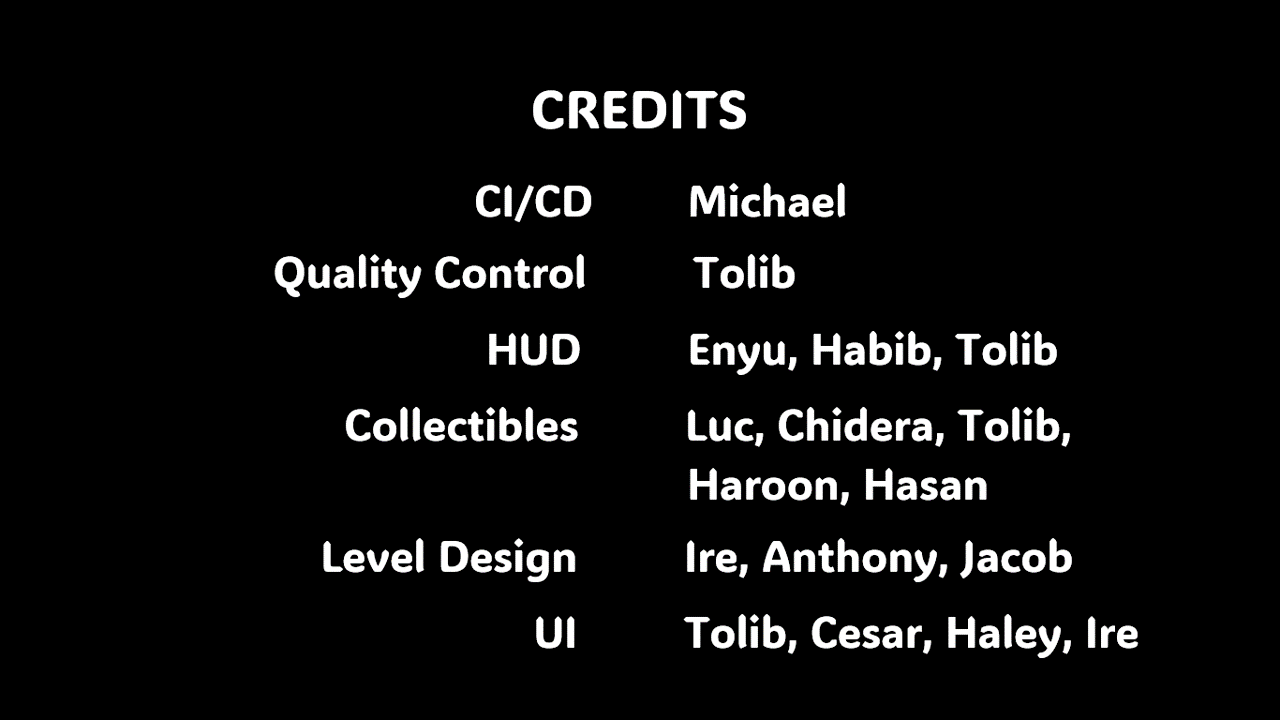 CREDITS
CI/CD Michael
Quality Control Tolib
HUD Enyu, Habib, Tolib
Collectibles Luc, Chidera, Tolib,
Haroon, Hasan
Level Design Ire, Anthony, Jacob
UI Tolib, Cesar, Haley, Ire